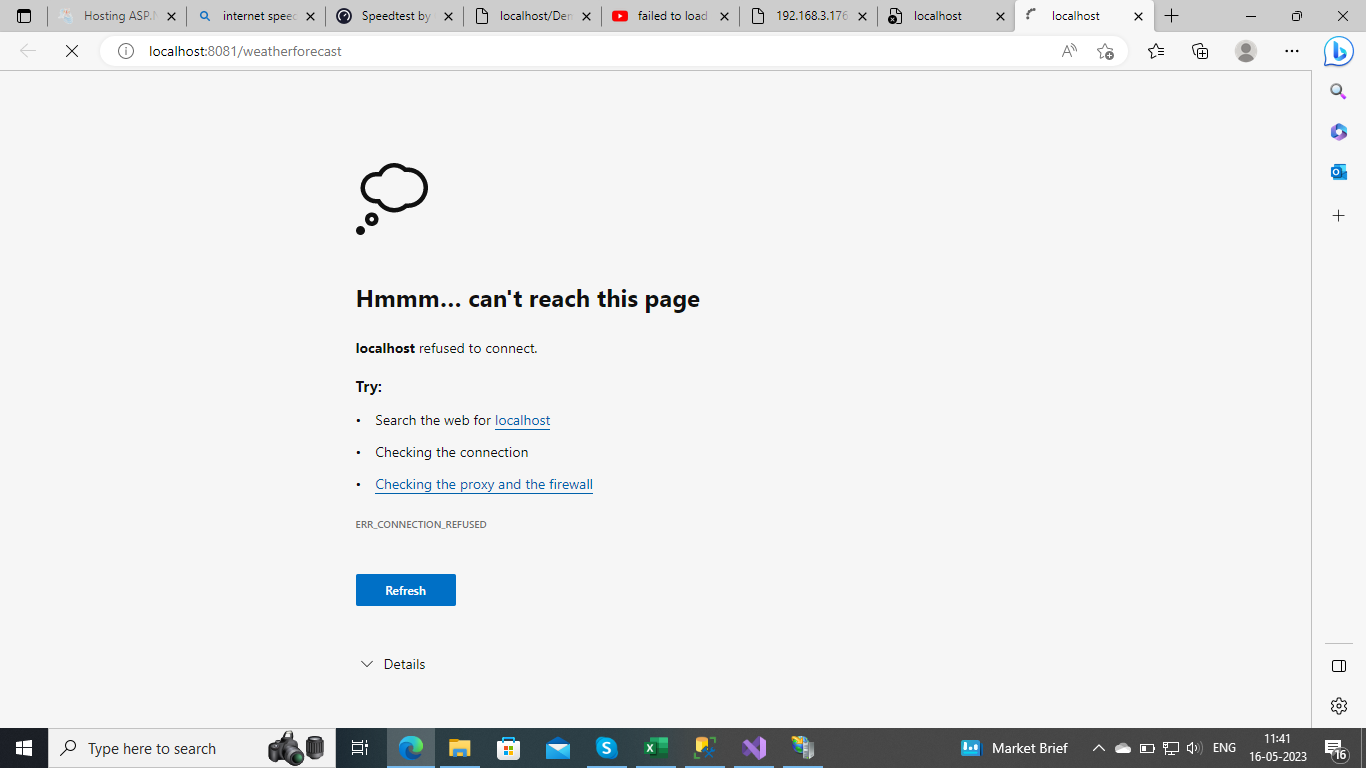 Hosting ASP.N
internet speed
Speedtest by
localhost/Den
failed to load
192.168.3.176
localhost
localhost
localhost:8081/weatherforecast
Hmmm... can't reach this page
localhost refused to connect.
Try:
• Search the web for localhost
• Checking the connection
• Checking the proxy and the firewall
ERR_CONNECTION_REFUSED
Refresh
Details
Type here to search
Market Brief
ENG
11:41
16-05-2023
16